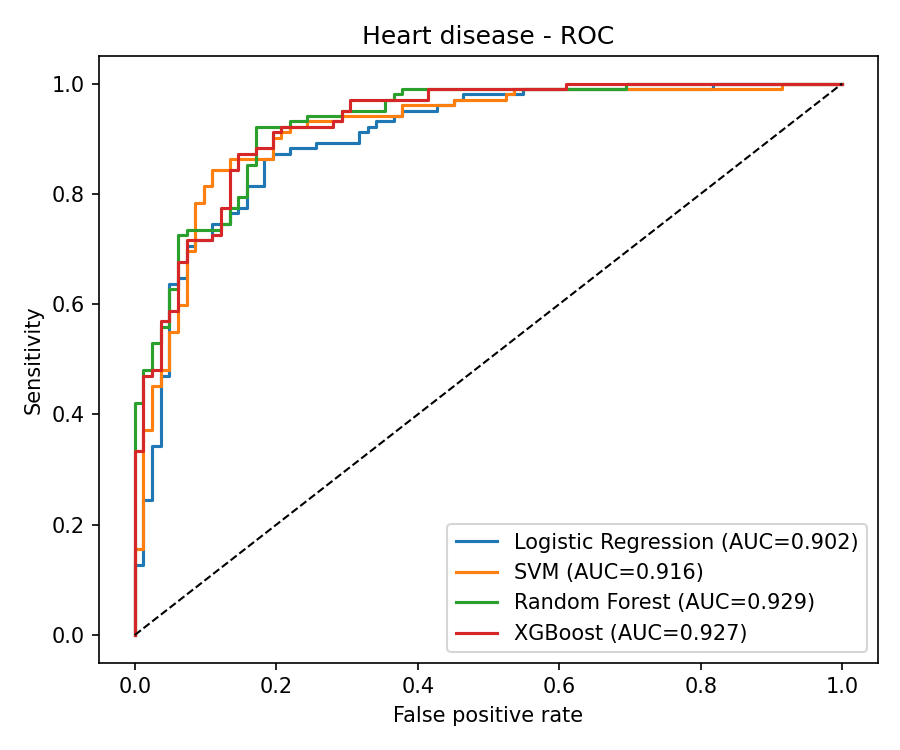 Heart disease - ROC
1.0
0.8
0.6
0.4
0.2
0.0
Sensitivity
Logistic Regression (AUC=0.902)
SVM (AUC=0.916)
Random Forest (AUC=0.929)
XGBoost (AUC=0.927)
0.0 0.2 0.4 0.6 0.8 1.0
False positive rate